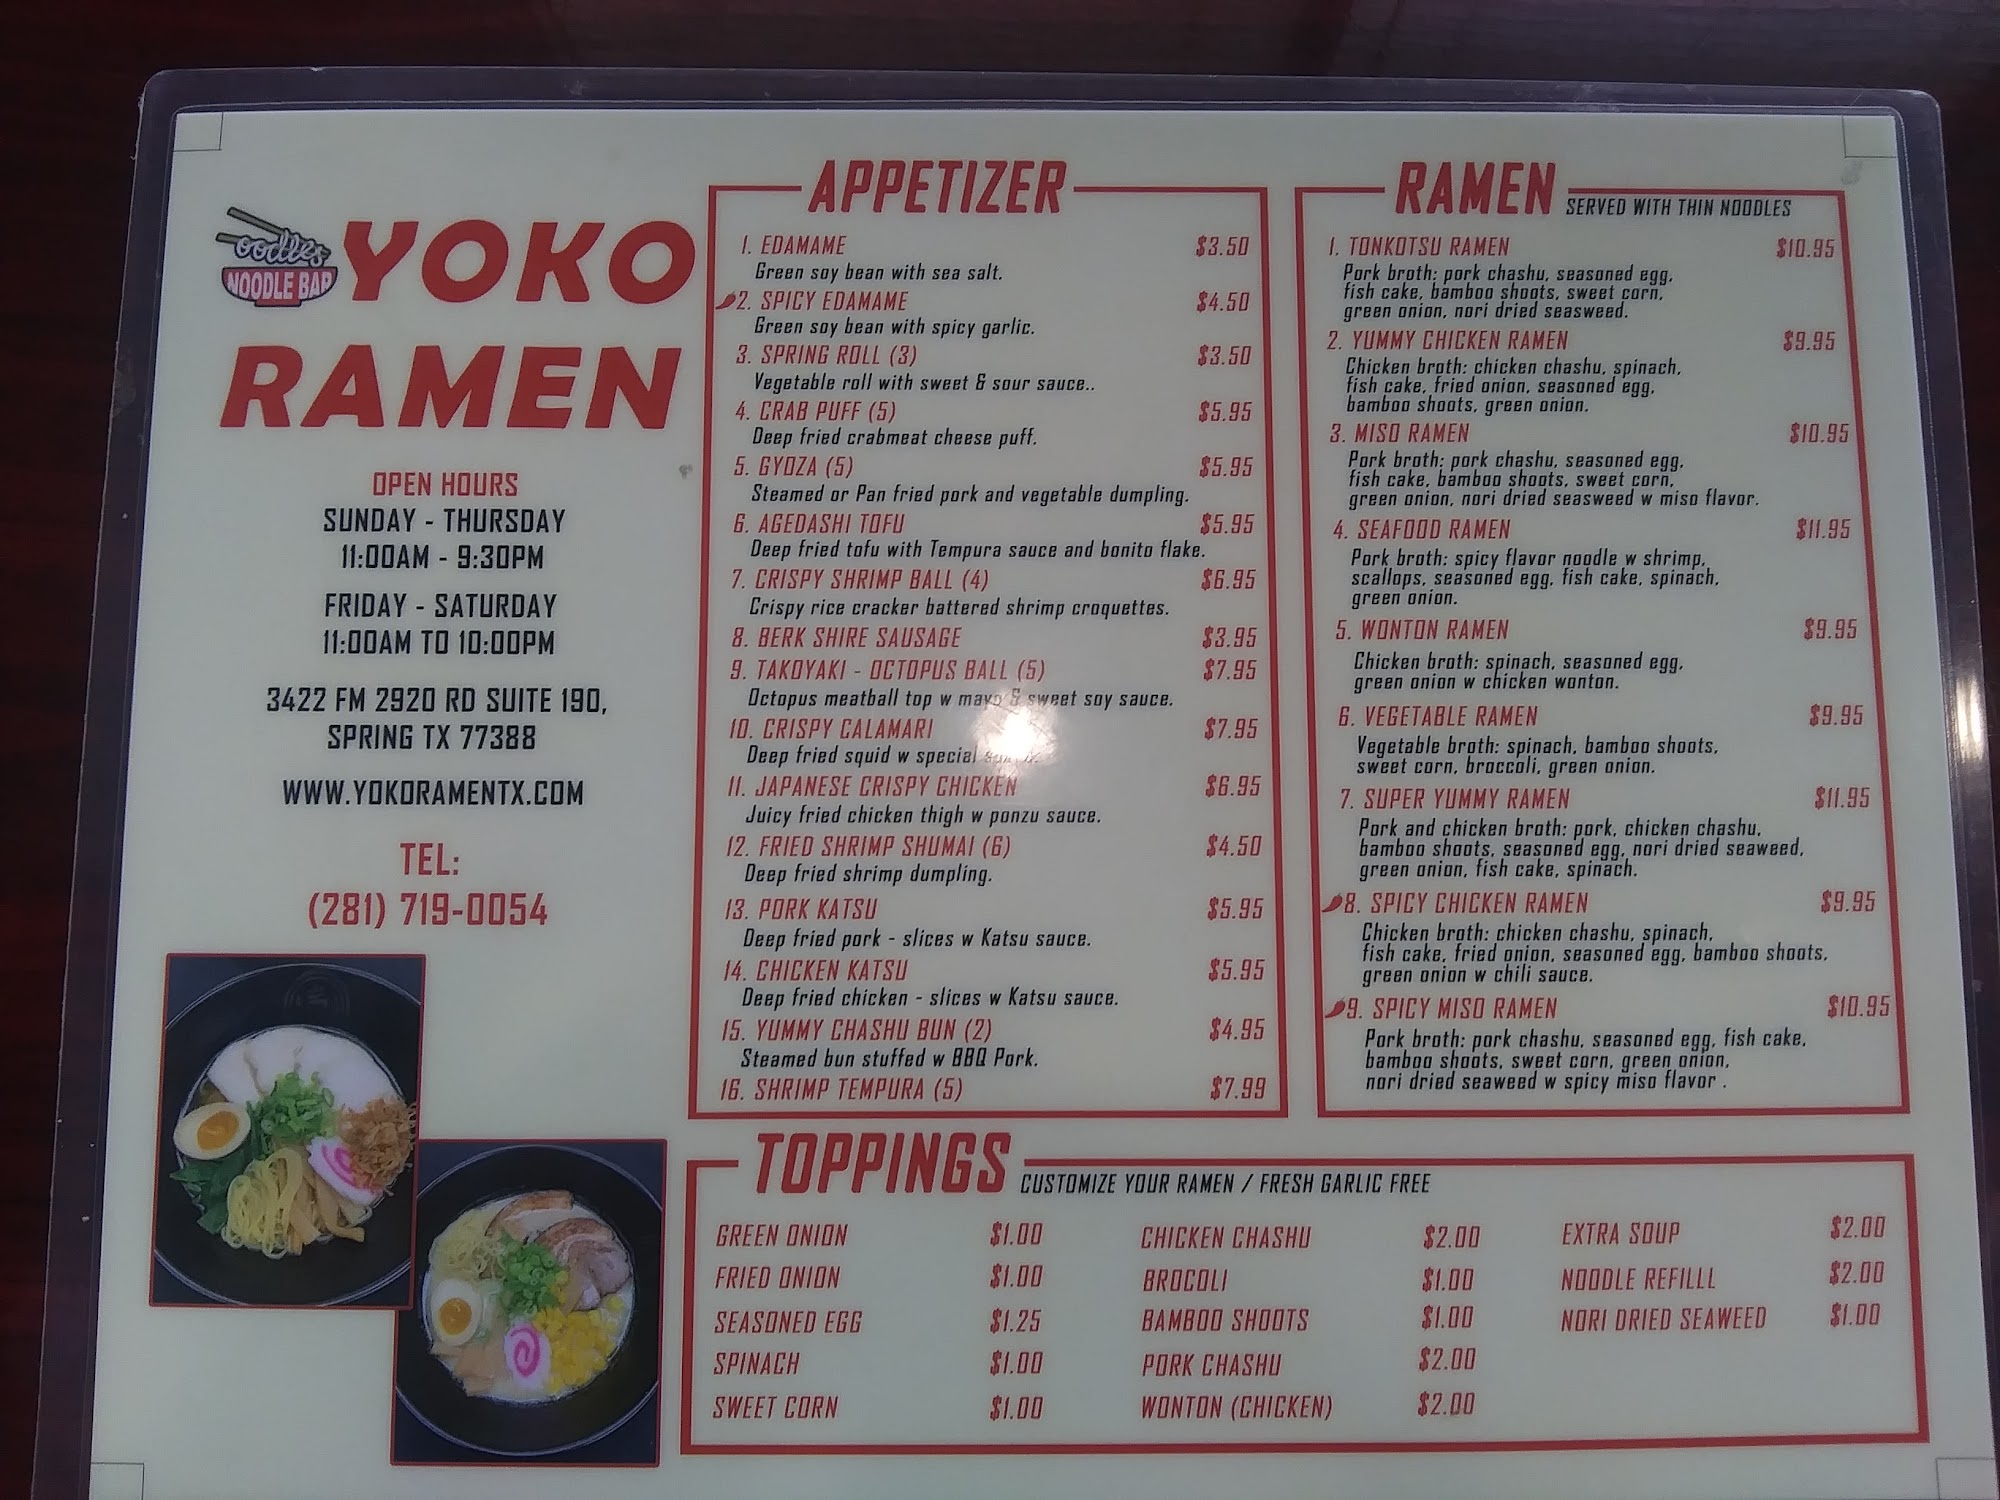 oodles
NOODLE BAR
YOKO
RAMEN
OPEN HOURS
SUNDAY - THURSDAY
11:00AM - 9:30PM
FRIDAY - SATURDAY
11:00AM TO 10:00PM
3422 FM 2920 RD SUITE 190,
SPRING TX 77388
WWW.YOKORAMENTX.COM
TEL:
(281) 719-0054
APPETIZER
1. EDAMAME $3.50
Green soy bean with sea salt.
2. SPICY EDAMAME $4.50
Green soy bean with spicy garlic.
3. SPRING ROLL (3) $3.50
Vegetable roll with sweet & sour sauce..
4. CRAB PUFF (5) $5.95
Deep fried crabmeat cheese puff.
5. GYOZA (5) $5.95
Steamed or Pan fried pork and vegetable dumpling.
6. AGEDASHI TOFU $5.95
Deep fried tofu with Tempura sauce and bonito flake.
7. CRISPY SHRIMP BALL (4) $6.95
Crispy rice cracker battered shrimp croquettes.
8. BERK SHIRE SAUSAGE $3.95
9. TAKOYAKI - OCTOPUS BALL (5) $7.95
Octopus meatball top w mayo & sweet soy sauce.
10. CRISPY CALAMARI $7.95
Deep fried squid w special
11. JAPANESE CRISPY CHICKEN $6.95
Juicy fried chicken thigh w ponzu sauce.
12. FRIED SHRIMP SHUMAI (6) $4.50
Deep fried shrimp dumpling.
13. PORK KATSU $5.95
Deep fried pork - slices w Katsu sauce.
14. CHICKEN KATSU $5.95
Deep fried chicken - slices w Katsu sauce.
15. YUMMY CHASHU BUN (2) $4.95
Steamed bun stuffed w BBQ Pork.
16. SHRIMP TEMPURA (5) $7.99
RAMEN SERVED WITH THIN NOODLES
1. TONKOTSU RAMEN $10.95
Pork broth: pork chashu, seasoned egg,
fish cake, bamboo shoots, sweet corn,
green onion, nori dried seasweed.
2. YUMMY CHICKEN RAMEN $9.95
Chicken broth: chicken chashu, spinach,
fish cake, fried onion, seasoned egg,
bamboo shoots, green onion.
3. MISO RAMEN $10.95
Pork broth: pork chashu, seasoned egg,
fish cake, bamboo shoots, sweet corn,
green onion, nori dried seasweed w miso flavor.
4. SEAFOOD RAMEN $11.95
Pork broth: spicy flavor noodle w shrimp,
scallops, seasoned egg, fish cake, spinach,
green onion.
5. WONTON RAMEN $9.95
Chicken broth: spinach, seasoned egg,
green onion w chicken wonton.
6. VEGETABLE RAMEN $9.95
Vegetable broth: spinach, bamboo shoots,
sweet corn, broccoli, green onion.
7. SUPER YUMMY RAMEN $11.95
Pork and chicken broth: pork, chicken chashu,
bamboo shoots, seasoned egg, nori dried seaweed,
green onion, fish cake, spinach.
8. SPICY CHICKEN RAMEN $9.95
Chicken broth: chicken chashu, spinach,
fish cake, fried onion, seasoned egg, bamboo shoots,
green onion w chili sauce.
9. SPICY MISO RAMEN $10.95
Pork broth: pork chashu, seasoned egg, fish cake,
bamboo shoots, sweet corn, green onion,
nori dried seaweed w spicy miso flavor .
TOPPINGS CUSTOMIZE YOUR RAMEN / FRESH GARLIC FREE
GREEN ONION $1.00
FRIED ONION $1.00
SEASONED EGG $1.25
SPINACH $1.00
SWEET CORN $1.00
CHICKEN CHASHU $2.00
BROCOLI $1.00
BAMBOO SHOOTS $1.00
PORK CHASHU $2.00
WONTON (CHICKEN) $2.00
EXTRA SOUP $2.00
NOODLE REFILLL $2.00
NORI DRIED SEAWEED $1.00